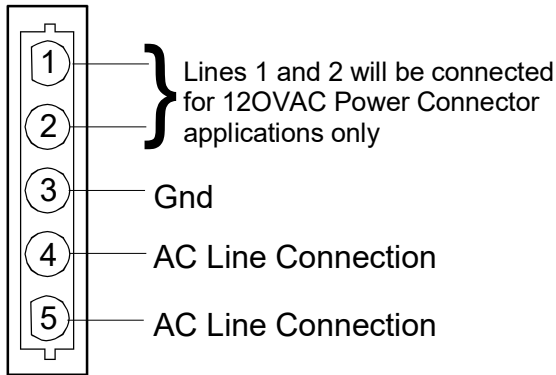 1
2
Lines 1 and 2 will be connected
for 12OVAC Power Connector
applications only
3 Gnd
4 AC Line Connection
5 AC Line Connection